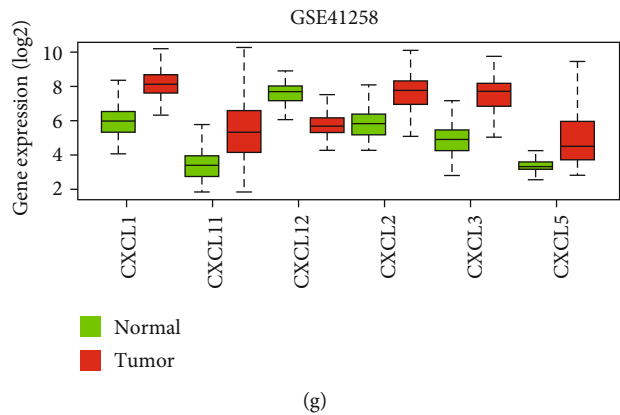 GSE41258
Gene expression (log2)
10
8
6
4
2
CXCL1
CXCL11
CXCL12
CXCL2
CXCL3
CXCL5
Normal
Tumor
(g)